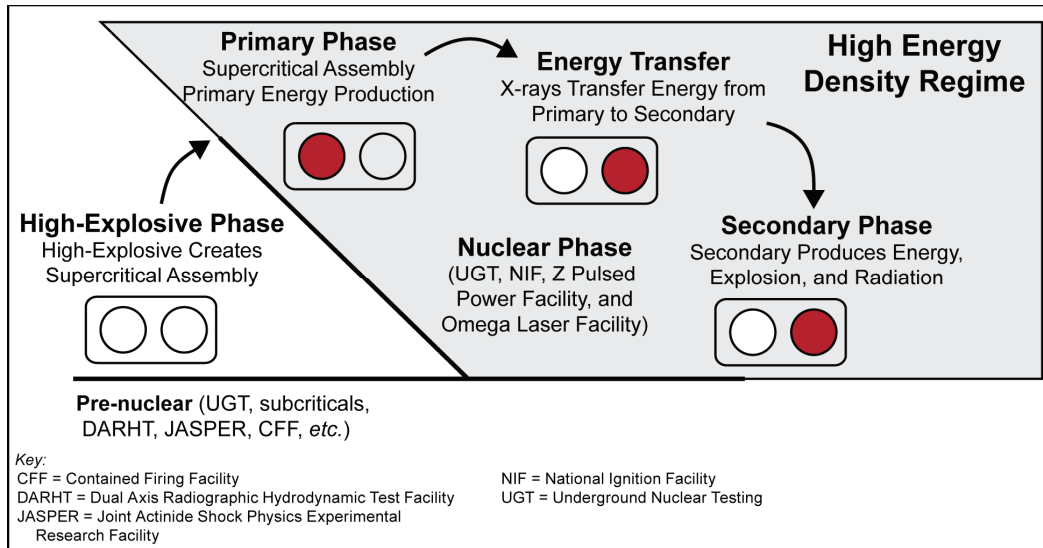 Primary Phase
Supercritical Assembly
Primary Energy Production
Energy Transfer
X-rays Transfer Energy from
Primary to Secondary
High Energy
Density Regime
High-Explosive Phase
High-Explosive Creates
Supercritical Assembly
Nuclear Phase
(UGT, NIF, Z Pulsed
Power Facility, and
Omega Laser Facility)
Secondary Phase
Secondary Produces Energy,
Explosion, and Radiation
Pre-nuclear (UGT, subcriticals,
DARHT, JASPER, CFF, etc.)
Key:
CFF = Contained Firing Facility
DARHT = Dual Axis Radiographic Hydrodynamic Test Facility
JASPER = Joint Actinide Shock Physics Experimental
Research Facility
NIF = National Ignition Facility
UGT = Underground Nuclear Testing